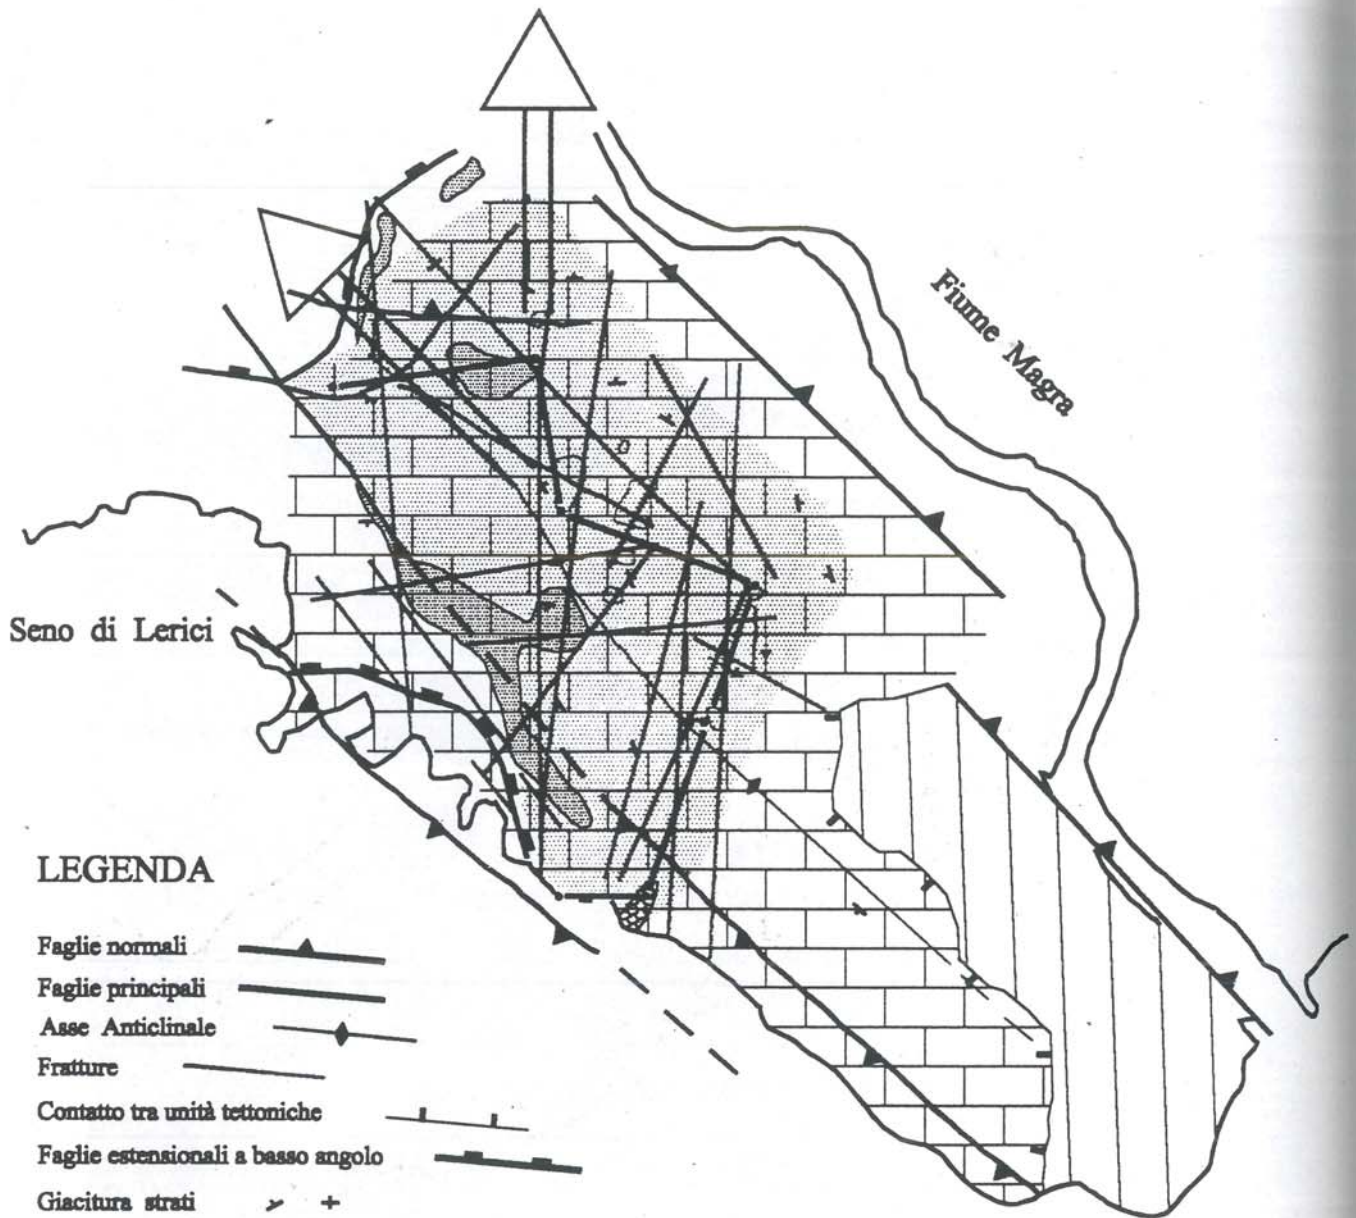 Fiume Magra
Seno di Lerici
LEGENDA
Faglie normali
Faglie principali
Asse Anticlinale
Fratture
Contatto tra unità tettoniche
Faglie estensionali a basso angolo
Giacitura strati